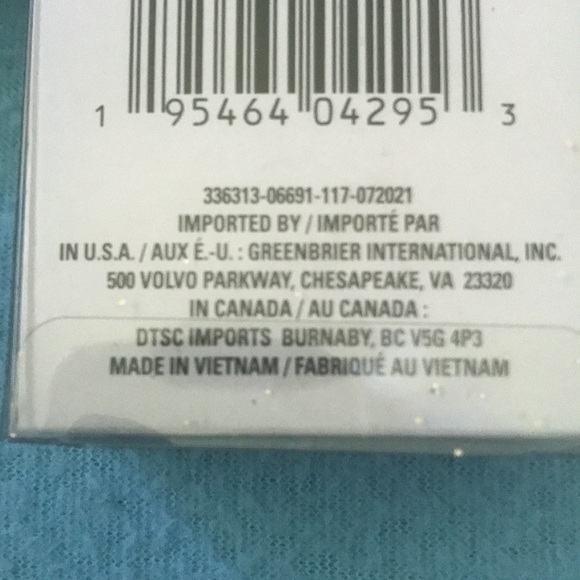 1 95464 04295 3
336313-06691-117-072021
IMPORTED BY / IMPORTÉ PAR
IN U.S.A. / AUX É.-U. : GREENBRIER INTERNATIONAL, INC.
500 VOLVO PARKWAY, CHESAPEAKE, VA 23320
IN CANADA / AU CANADA :
DTSC IMPORTS BURNABY, BC V5G 4P3
MADE IN VIETNAM / FABRIQUÉ AU VIETNAM